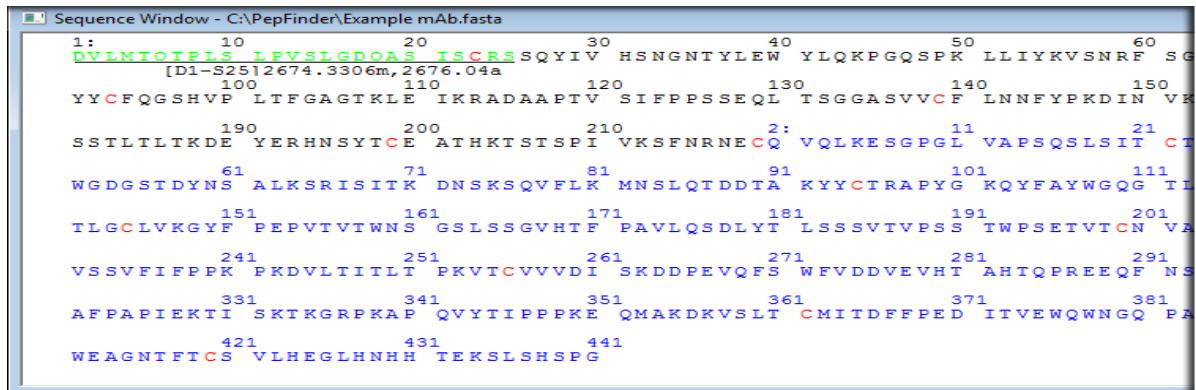 Sequence Window - C:\PepFinder\Example mAb.fasta
1: 10 20 30 40 50 60
DVLMTQTPLS LPVSLGDQAS ISCRSSQYIV HSNGNTYLEW YLQKPGQSPK LLIYKVSNRF SG
[D1-S25]2674.3306m,2676.04a
100 110 120 130 140 150
YYCFQGSHVP LTFGAGTKLE IKRADAAPTV SIFPPSSEQL TSGGASVVCF LNNFYPKDIN VK
190 200 210 2: 11 21
SSTLTLTKDE YERHNSYTCE ATHKTSTSPI VKSFNRNECQ VQLKESGPGL VAPSQSLSIT CT
61 71 81 91 101 111
WGDGSTDYNS ALKSRISITK DNSKSQVFLK MNSLQTDDTA KYYCTRAPYG KQYFAYWGQG TL
151 161 171 181 191 201
TLGCLVKGYF PEPVTVTWNS GSLSSGVHTF PAVLQSDLYT LSSSVTVPSS TWPSETVTCN VA
241 251 261 271 281 291
VSSVFIFPPK PKDVLTITLT PKVTCVVVDI SKDDPEVQFS WFVDDVEVHT AHTQPREEQF NS
331 341 351 361 371 381
AFPAPIEKTI SKTKGRPKAP QVYTIPPPKE QMAKDKVSLT CMITDFFPED ITVEWQWNGQ PA
421 431 441
WEAGNTFTCS VLHEGLHNHH TEKSLSHSPG